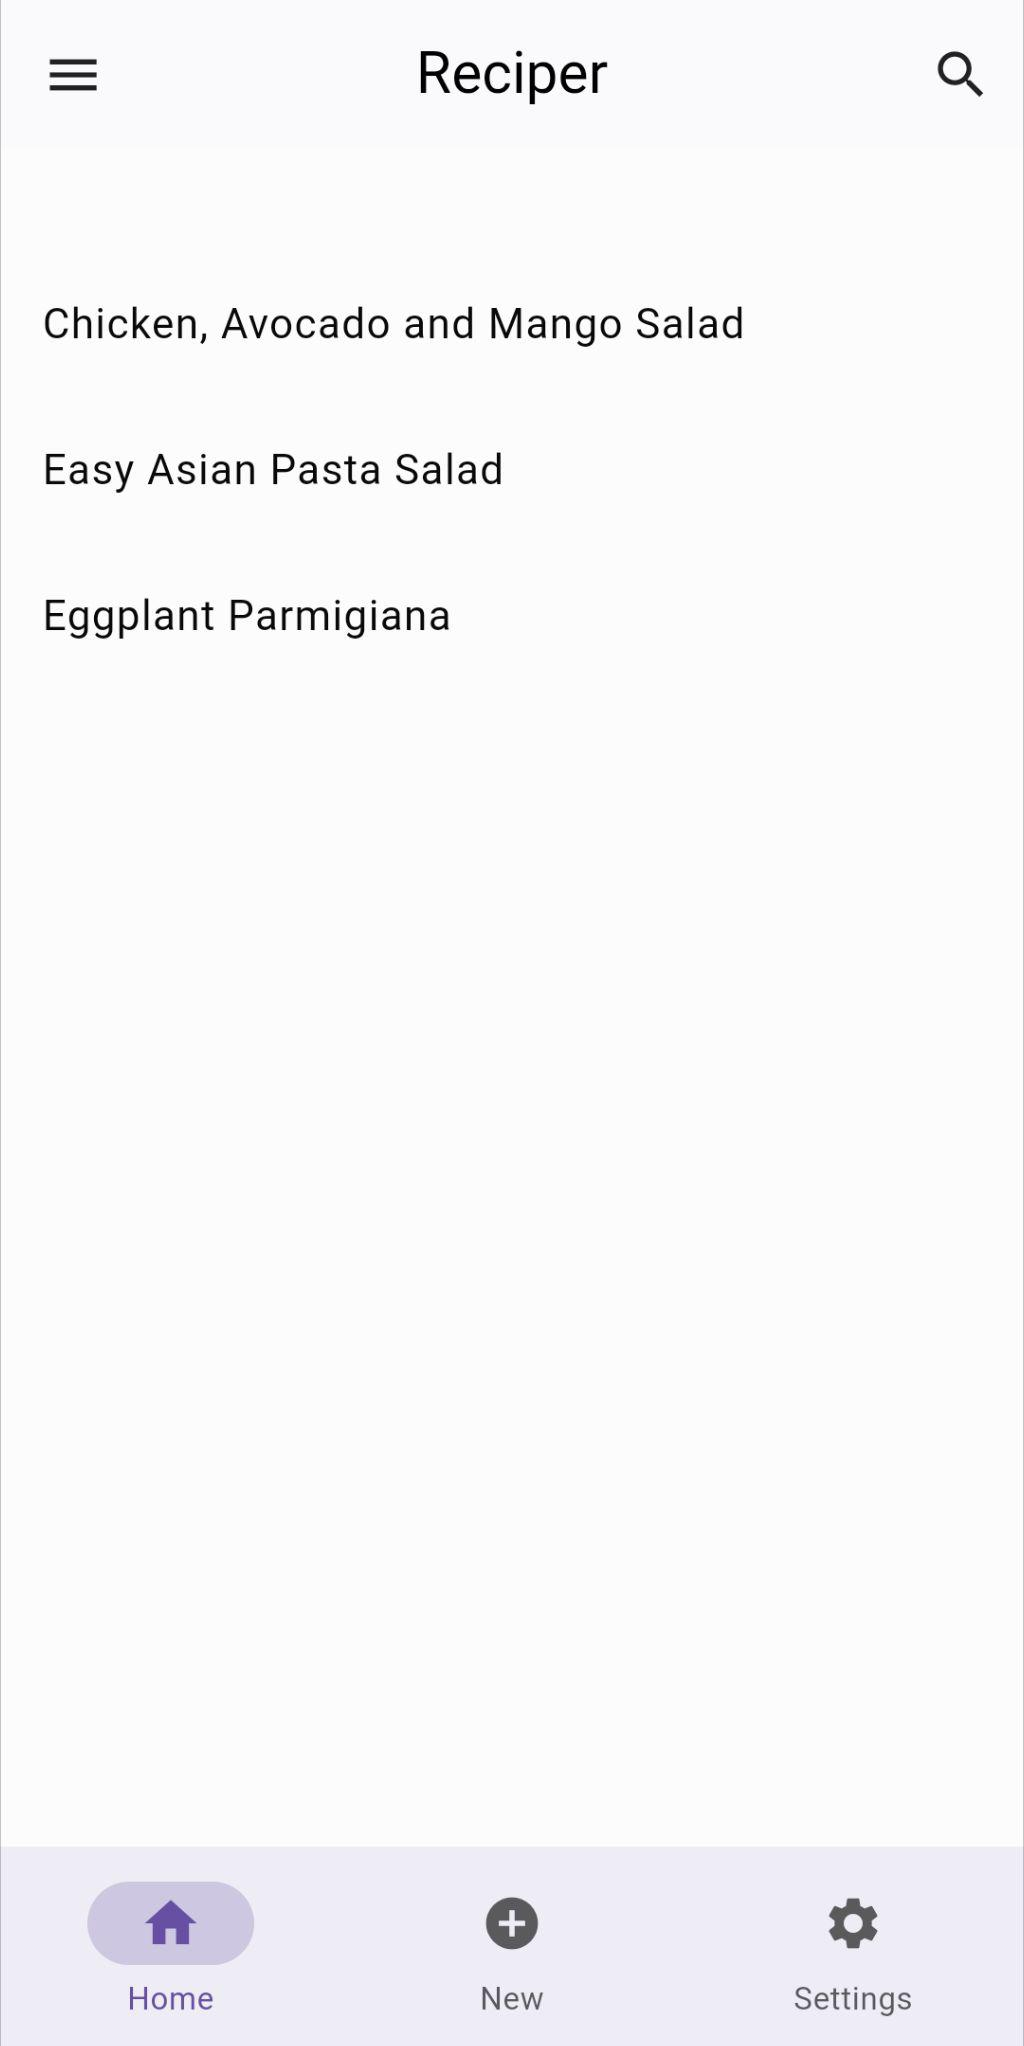 Reciper
Chicken, Avocado and Mango Salad
Easy Asian Pasta Salad
Eggplant Parmigiana
Home
New
Settings